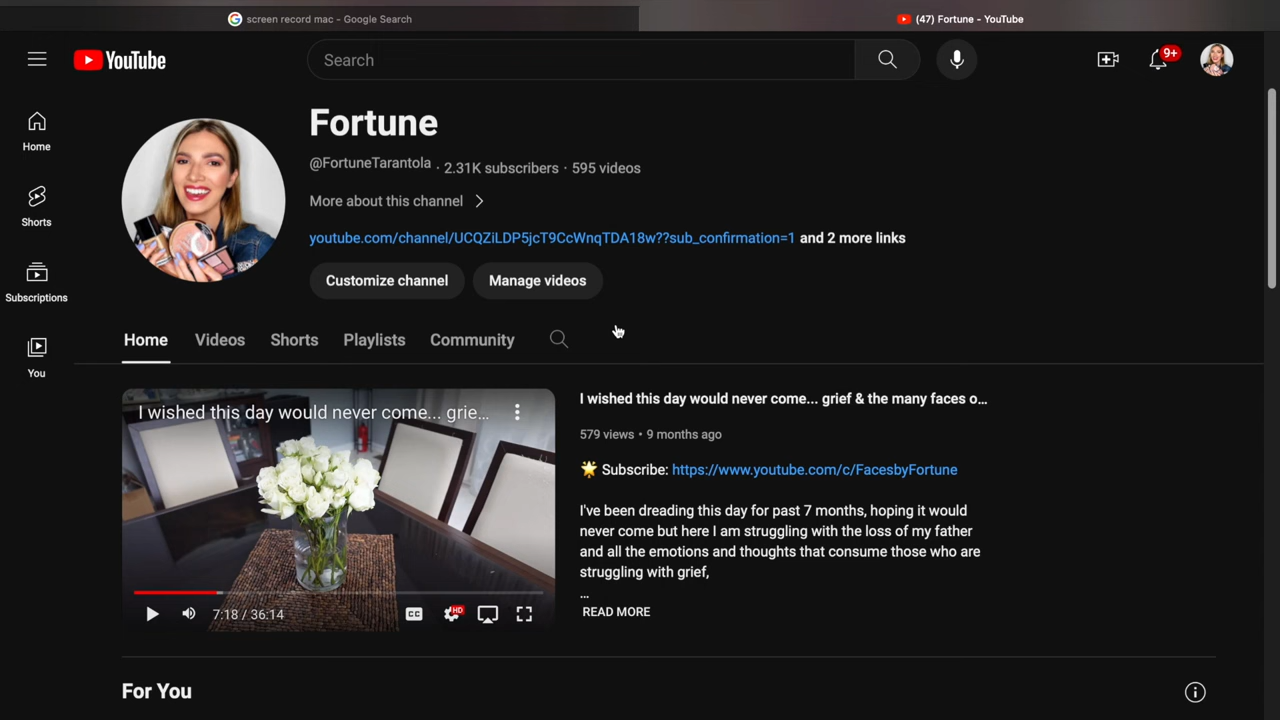 screen record mac - Google Search
(47) Fortune - YouTube
YouTube
Search
9+
Home
Shorts
Subscriptions
You
Fortune
@FortuneTarantola · 2.31K subscribers · 595 videos
More about this channel
youtube.com/channel/UCQZiLDP5jcT9CcWnqTDA18w??sub_confirmation=1 and 2 more links
Customize channel
Manage videos
Home
Videos
Shorts
Playlists
Community
I wished this day would never come... grie...
7:18 / 36:14
CC
HD
I wished this day would never come... grief & the many faces o...
579 views • 9 months ago
🌟 Subscribe: https://www.youtube.com/c/FacesbyFortune
I've been dreading this day for past 7 months, hoping it would
never come but here I am struggling with the loss of my father
and all the emotions and thoughts that consume those who are
struggling with grief,
...
READ MORE
For You